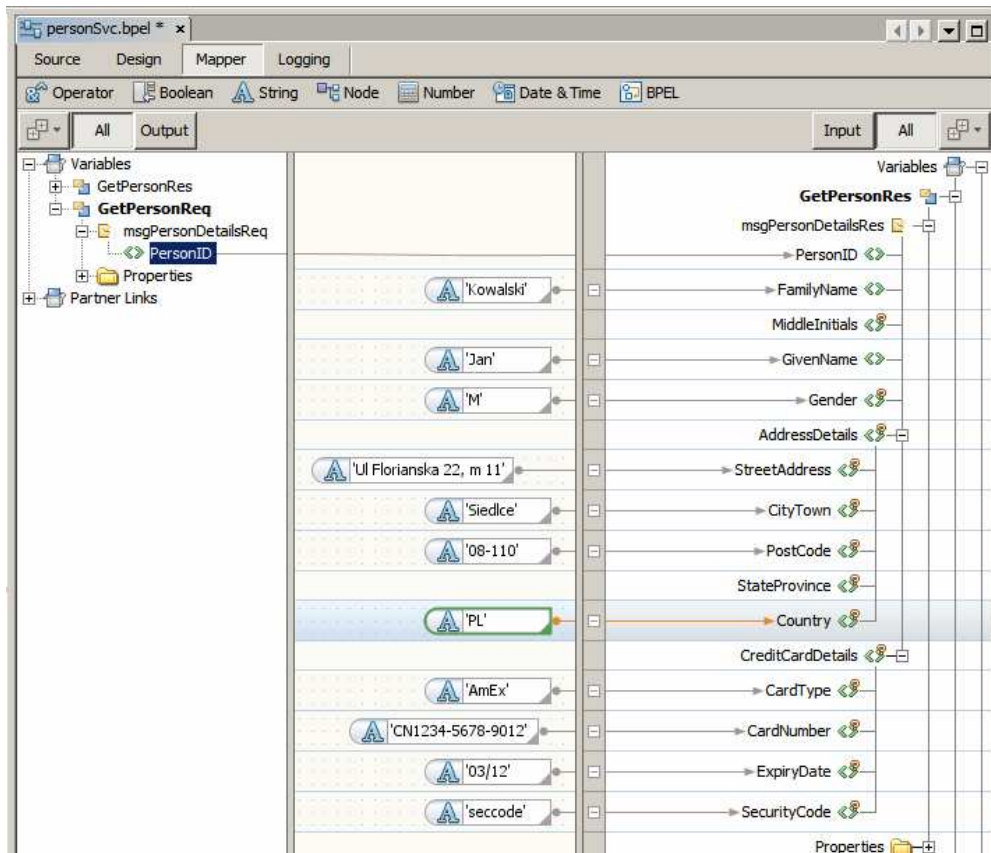 personSvc.bpel * x
Source Design Mapper Logging
Operator Boolean String Node Number Date & Time BPEL
All Output Input All
Variables Variables
GetPersonRes GetPersonRes
GetPersonReq
msgPersonDetailsReq msgPersonDetailsRes
PersonID PersonID
Properties
Partner Links
'Kowalski' FamilyName
MiddleInitials
'Jan' GivenName
'M' Gender
AddressDetails
'Ul Florianska 22, m 11' StreetAddress
'Siedlce' CityTown
'08-110' PostCode
StateProvince
'PL' Country
CreditCardDetails
'AmEx' CardType
'CN1234-5678-9012' CardNumber
'03/12' ExpiryDate
'seccode' SecurityCode
Properties